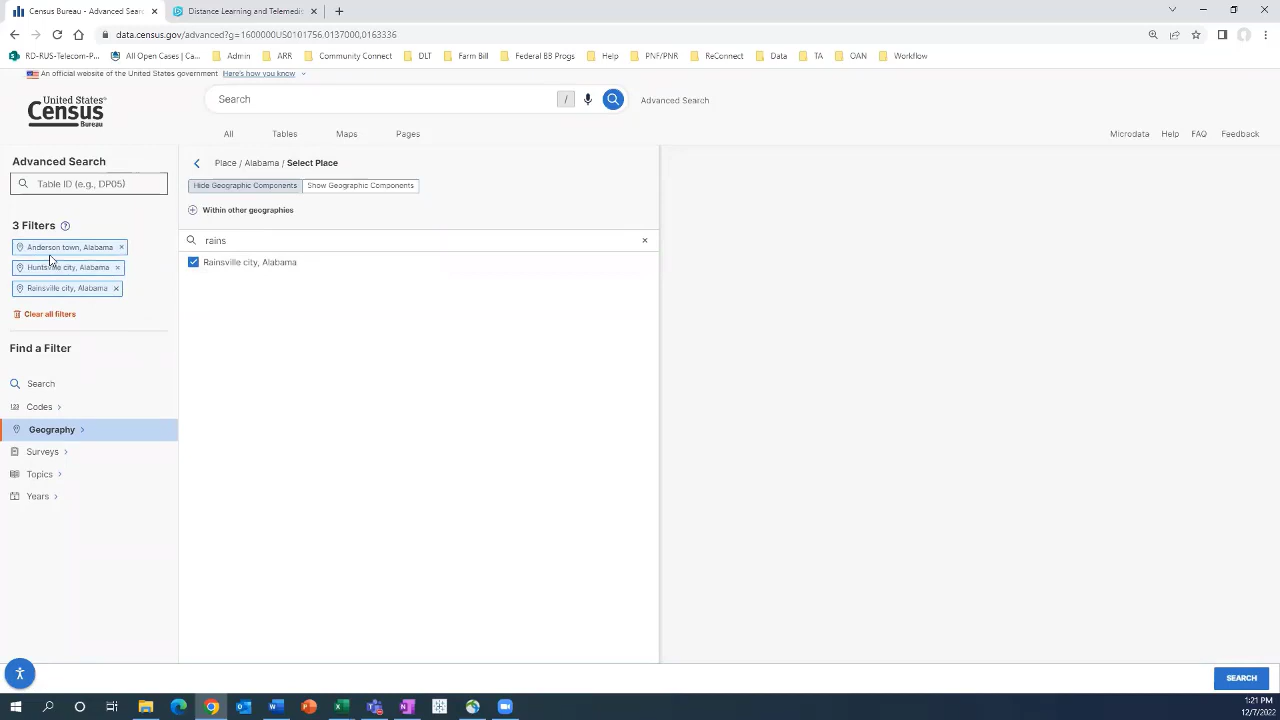 Census Bureau - Advanced Sear
Distance Learning and Telemedic
data.census.gov/advanced?g=1600000US0101756,0137000,0163336
RD-RUS-Telecom-P...
All Open Cases | Ca...
Admin
ARR
Community Connect
DLT
Farm Bill
Federal BB Progs
Help
PNF/PNR
ReConnect
Data
TA
OAN
Workflow
An official website of the United States government
Here's how you know
United States®
Census
Bureau
Search
/
Advanced Search
All
Tables
Maps
Pages
Microdata
Help
FAQ
Feedback
Advanced Search
Table ID (e.g., DP05)
3 Filters
Anderson town, Alabama
Huntsville city, Alabama
Rainsville city, Alabama
Clear all filters
Find a Filter
Search
Codes
Geography
Surveys
Topics
Years
Place / Alabama / Select Place
Hide Geographic Components
Show Geographic Components
Within other geographies
rains
Rainsville city, Alabama
SEARCH
1:21 PM
12/7/2022